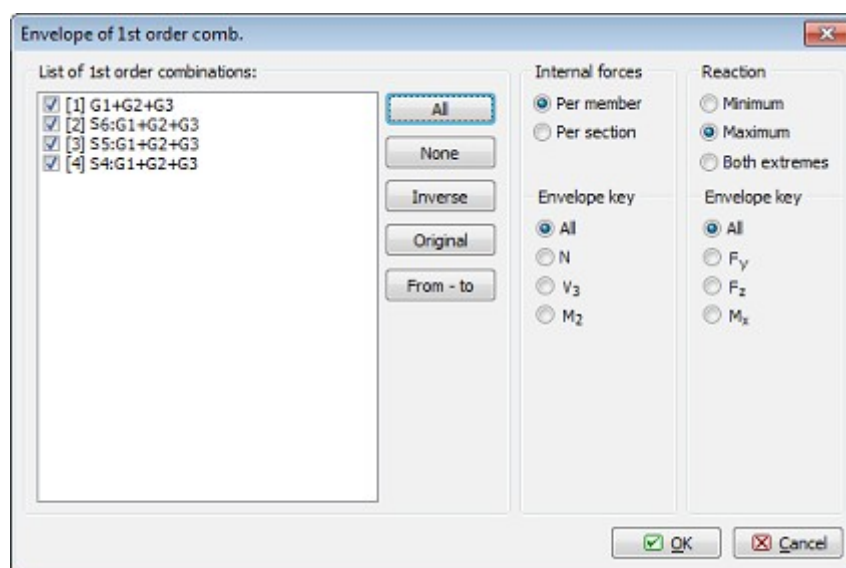 Envelope of 1st order comb.
List of 1st order combinations:
[1] G1+G2+G3
[2] S6:G1+G2+G3
[3] S5:G1+G2+G3
[4] S4:G1+G2+G3
All
None
Inverse
Original
From - to
Internal forces
Per member
Per section
Envelope key
All
N
V3
M2
Reaction
Minimum
Maximum
Both extremes
Envelope key
All
Fy
Fz
Mx
OK
Cancel